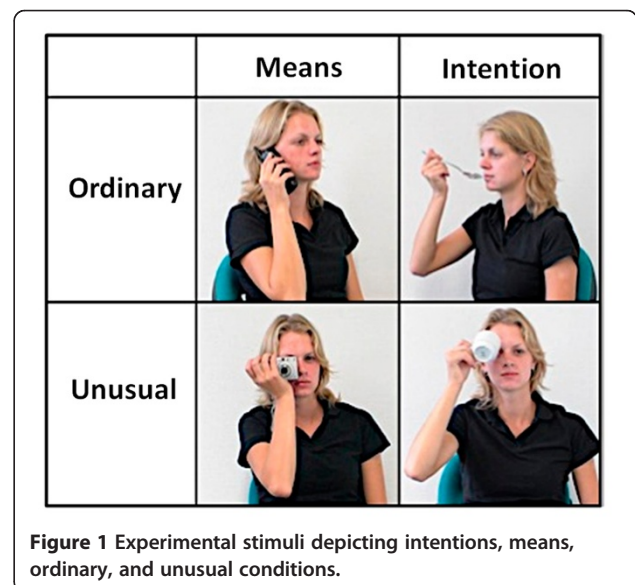 Means Intention
Ordinary
Unusual
Figure 1 Experimental stimuli depicting intentions, means,
ordinary, and unusual conditions.